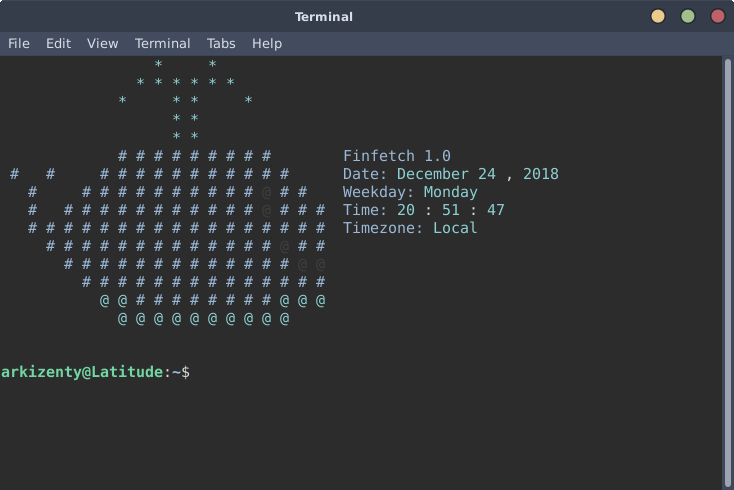 Terminal
File Edit View Terminal Tabs Help
                 *     *
               * * * * * *
             *     * *     *
                   * *
                   * *
             # # # # # # # # #        Finfetch 1.0
 #   #     # # # # # # # # # # #      Date: December 24 , 2018
   #     # # # # # # # # # # @ # #    Weekday: Monday
   #   # # # # # # # # # # # @ # # #  Time: 20 : 51 : 47
   # # # # # # # # # # # # # # # # #  Timezone: Local
     # # # # # # # # # # # # # @ # #
       # # # # # # # # # # # # # @ @
         # # # # # # # # # # # # # #
           @ @ # # # # # # # # @ @ @
             @ @ @ @ @ @ @ @ @ @
arkizenty@Latitude:~$